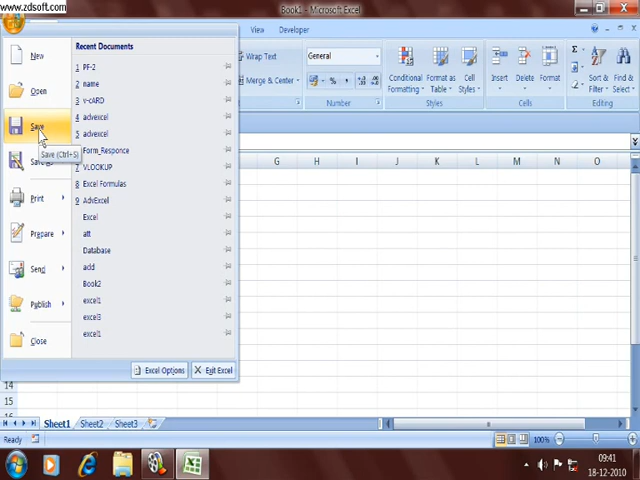 www.zdsoft.com
Book1 - Microsoft Excel
View Developer
Wrap Text
Merge & Center
General
Number
Conditional Formatting
Format as Table
Styles
Insert
Delete
Format
Cells
Sort & Filter
Find & Select
Editing
New
Open
Save
Save (Ctrl+S)
Print
Prepare
Send
Publish
Close
Recent Documents
1 PF-2
2 name
3 v-cARD
4 advexcel
5 advexcel
Form_Responce
7 VLOOKUP
8 Excel Formulas
9 AdvExcel
Excel
att
Database
add
Book2
excel1
excel3
excel1
Excel Options
Exit Excel
G H I J K L M N O
14
15
16
Sheet1 Sheet2 Sheet3
Ready
100%
09:41
18-12-2010